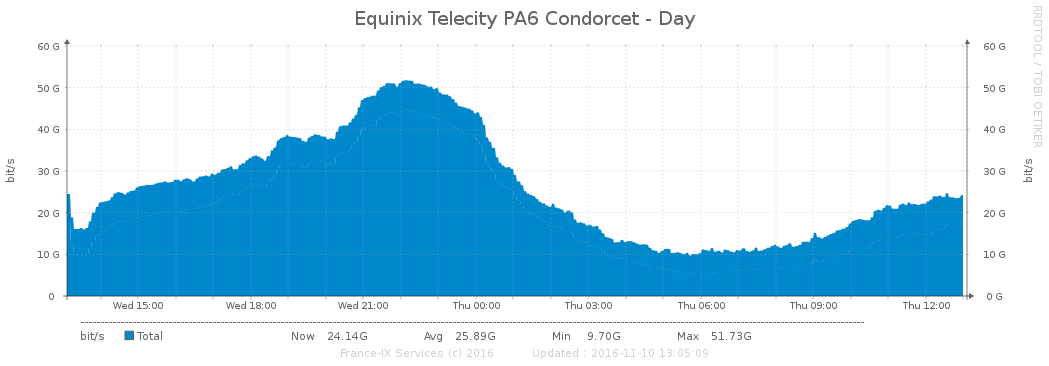 Equinix Telecity PA6 Condorcet - Day
RRDTOOL / TOBI OETIKER
60 G 60 G
50 G 50 G
40 G 40 G
30 G 30 G
20 G 20 G
10 G 10 G
0 0 G
bit/s bit/s
Wed 15:00 Wed 18:00 Wed 21:00 Thu 00:00 Thu 03:00 Thu 06:00 Thu 09:00 Thu 12:00
bit/s Total Now 24.14G Avg 25.89G Min 9.70G Max 51.73G
France-IX Services (c) 2016 Updated : 2016-11-10 13:05:09